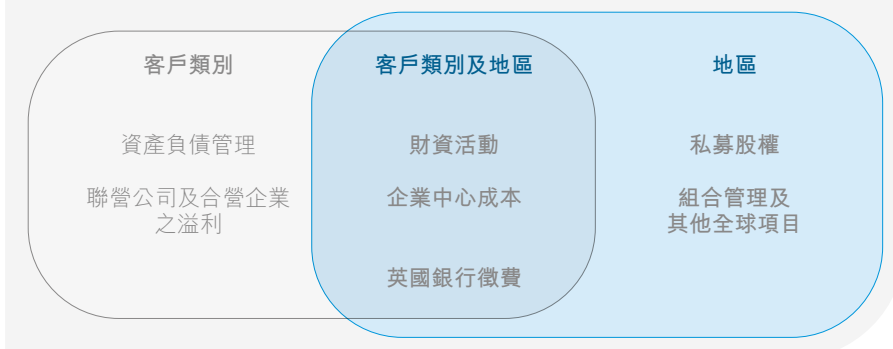 客戶類別
客戶類別及地區
地區
資產負債管理
財資活動
私募股權
聯營公司及合營企業
之溢利
企業中心成本
組合管理及
其他全球項目
英國銀行徵費